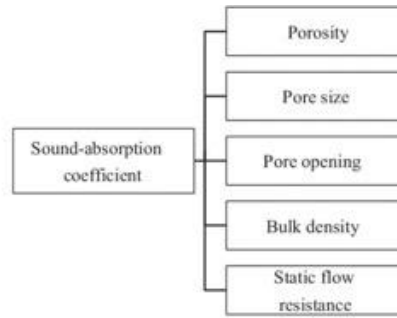 Porosity
Pore size
Sound-absorption
coefficient
Pore opening
Bulk density
Static flow
resistance